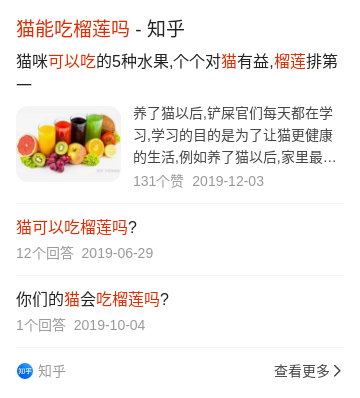 猫能吃榴莲吗 - 知乎
猫咪可以吃的5种水果,个个对猫有益,榴莲排第
一
养了猫以后,铲屎官们每天都在学
习,学习的目的是为了让猫更健康
的生活,例如养了猫以后,家里最...
131个赞 2019-12-03
猫可以吃榴莲吗?
12个回答 2019-06-29
你们的猫会吃榴莲吗?
1个回答 2019-10-04
知乎 知乎
查看更多